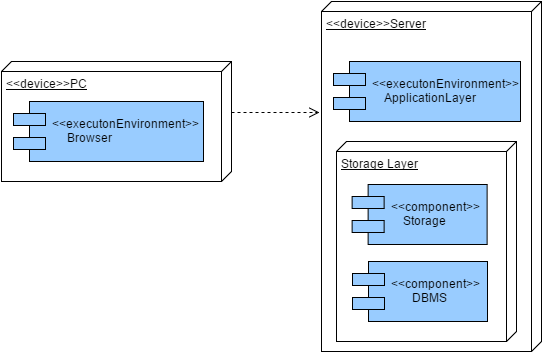 <<device>>PC
<<executonEnvironment>>
Browser
<<device>>Server
<<executonEnvironment>>
ApplicationLayer
Storage Layer
<<component>>
Storage
<<component>>
DBMS